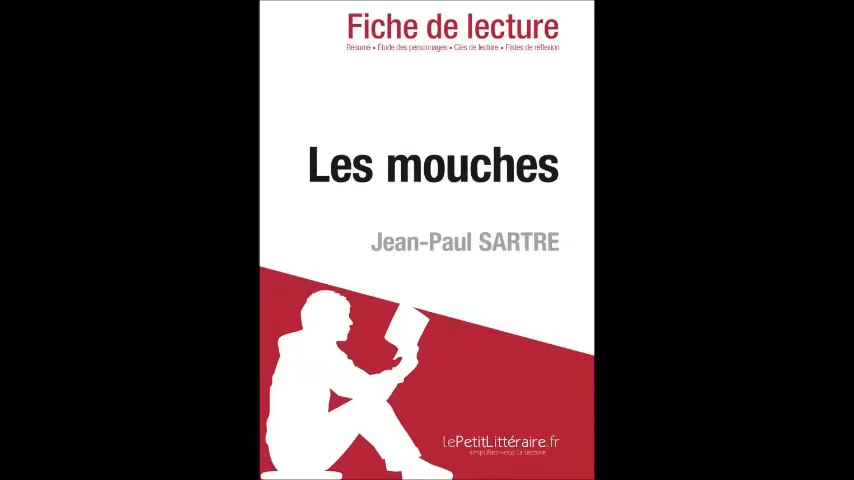 Fiche de lecture
Résumé • Étude des personnages • Clés de lecture • Pistes de réflexion
Les mouches
Jean-Paul SARTRE
lePetitLittéraire.fr
simplifiez-vous la lecture